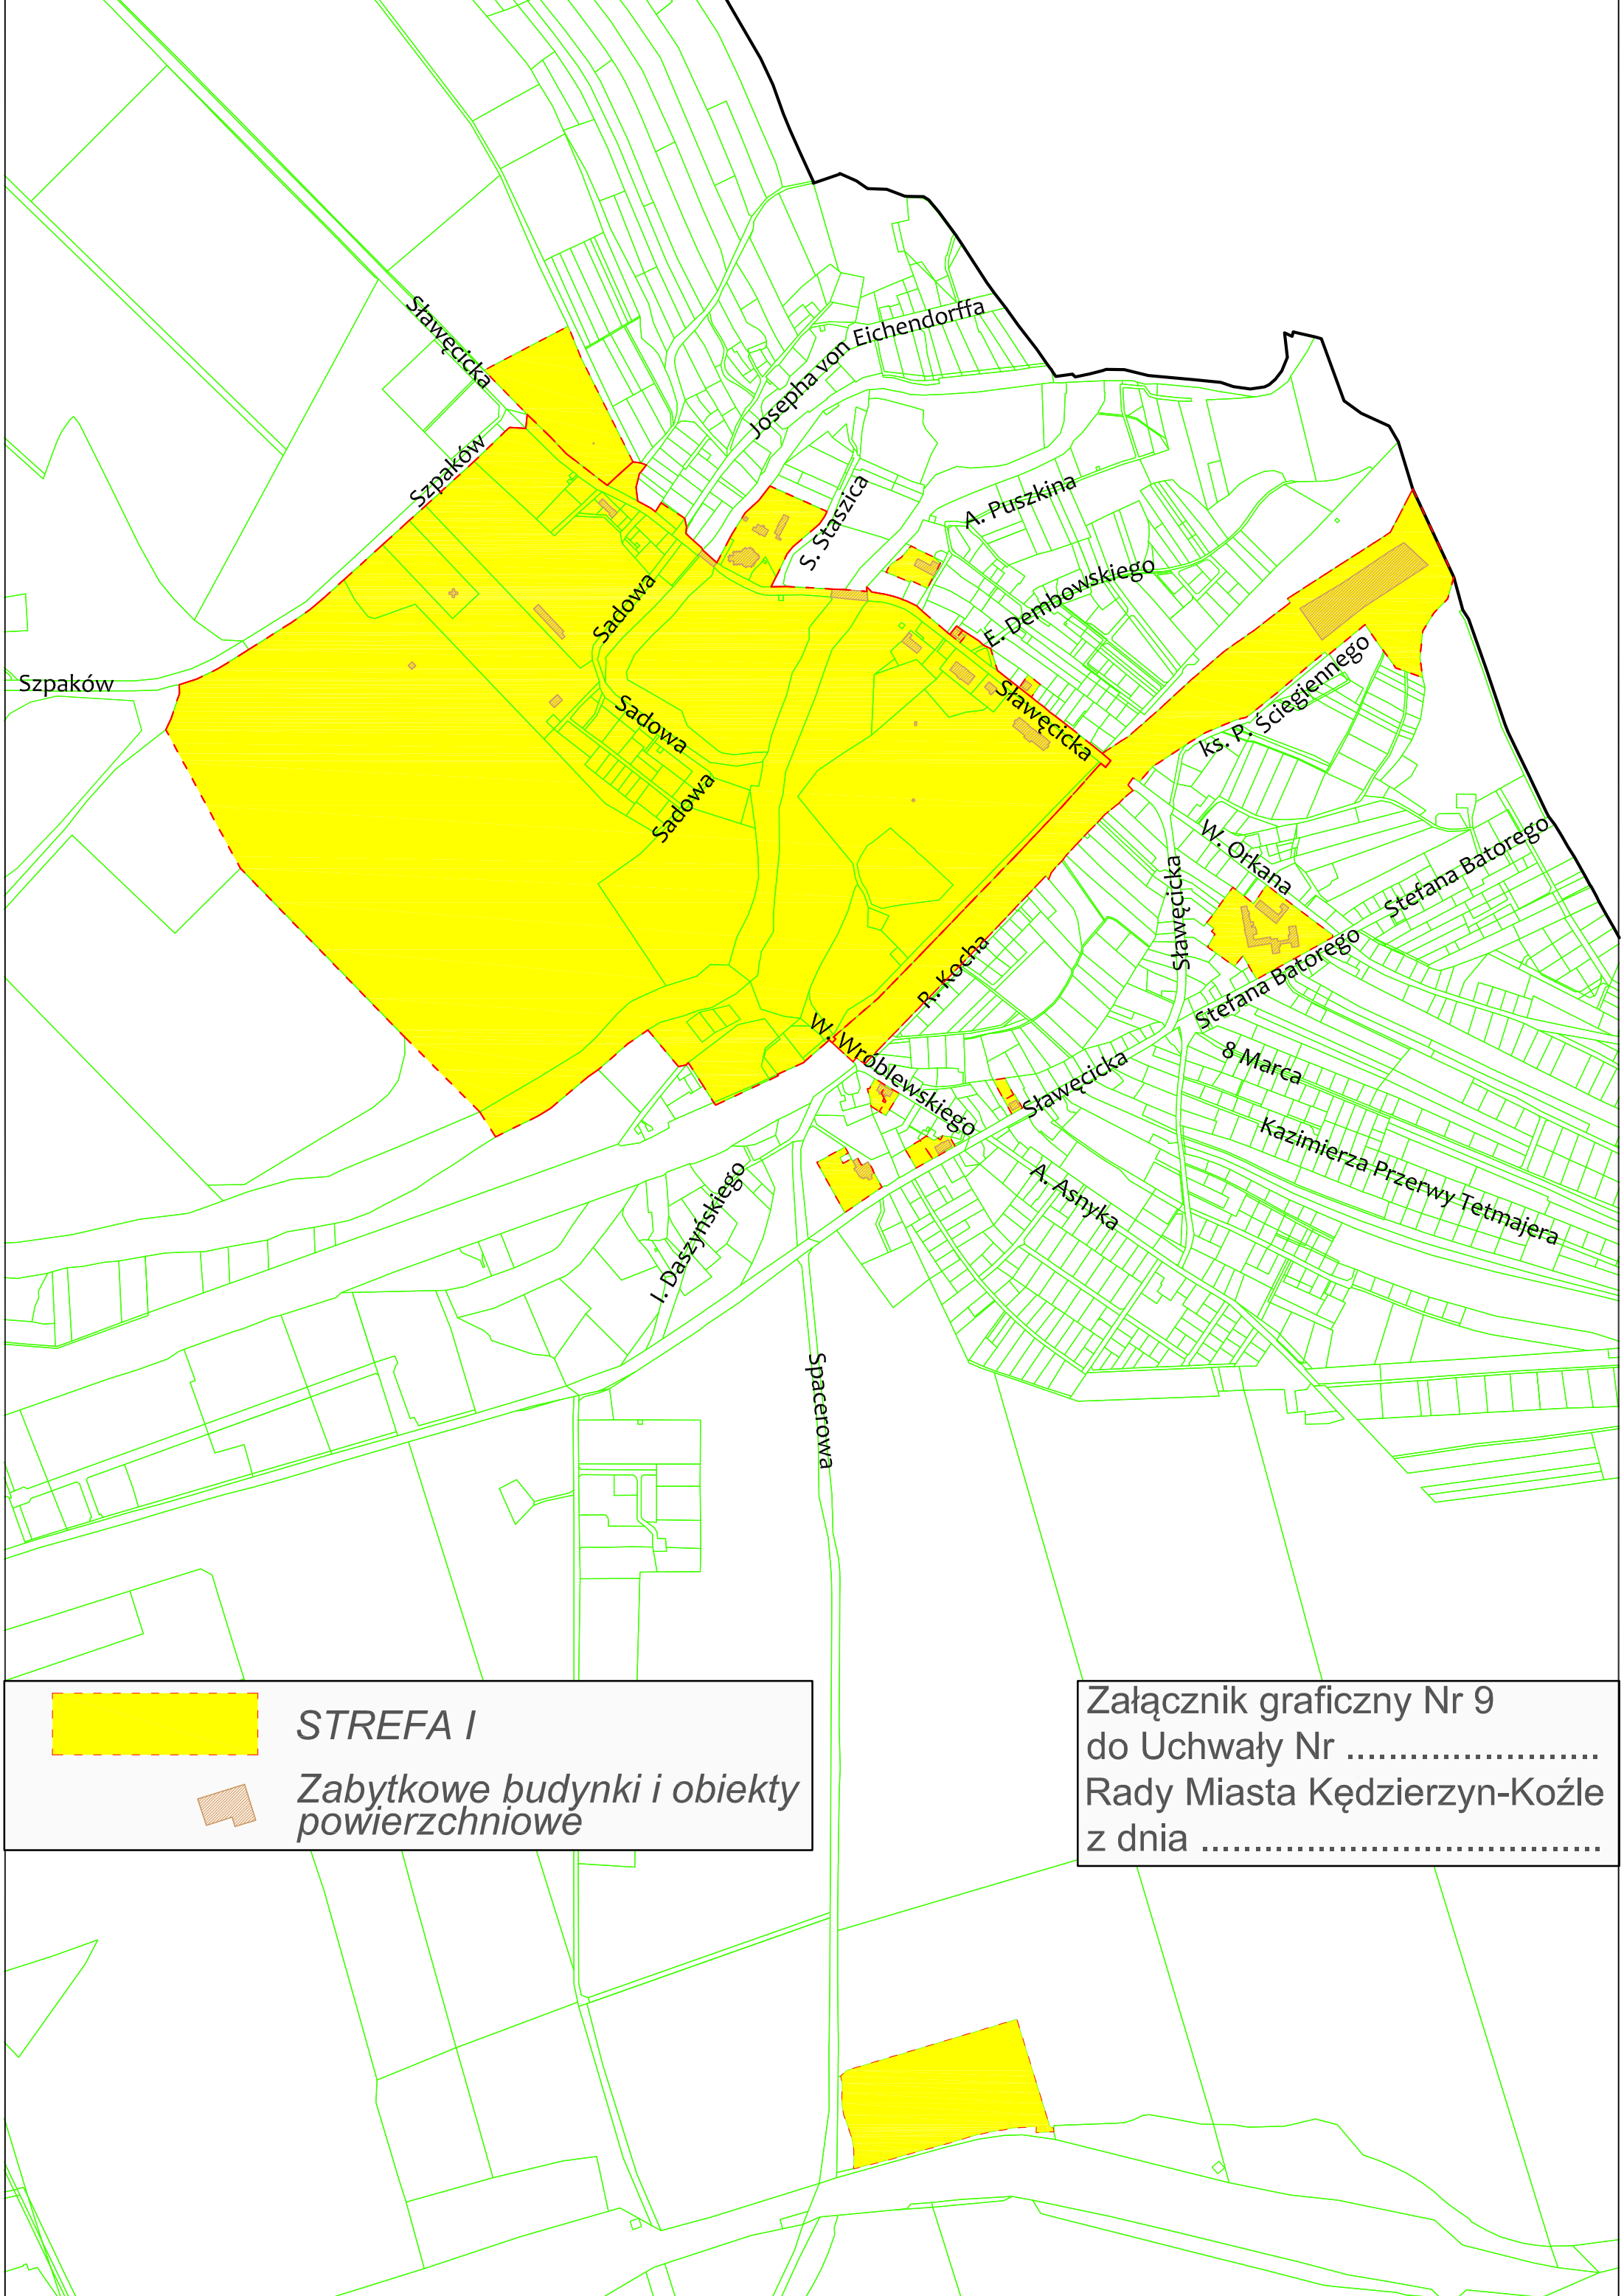 Sławęcicka
Josepha von Eichendorffa
Szpaków
S. Staszica
A. Puszkina
Sadowa
E. Dembowskiego
Szpaków
Sadowa
Sławęcicka
ks. P. Ściegiennego
Sadowa
W. Orkana
Stefana Batorego
Sławęcicka
R. Kocha
Stefana Batorego
W. Wróblewskiego
8 Marca
Sławęcicka
Kazimierza Przerwy Tetmajera
A. Asnyka
I. Daszyńskiego
Spacerowa
STREFA I
Zabytkowe budynki i obiekty
powierzchniowe
Załącznik graficzny Nr 9
do Uchwały Nr ..........................
Rady Miasta Kędzierzyn-Koźle
z dnia .........................................